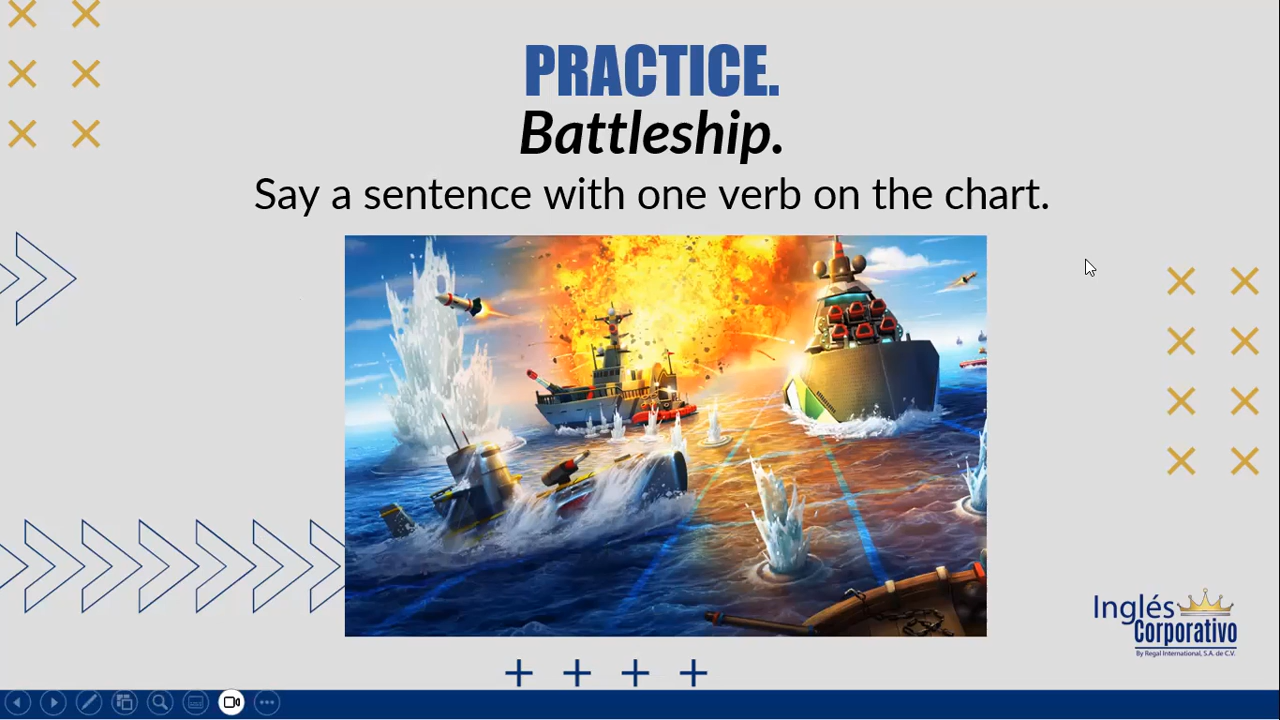 PRACTICE.
Battleship.
Say a sentence with one verb on the chart.
Inglés
Corporativo
By Regal International, S.A. de C.V.